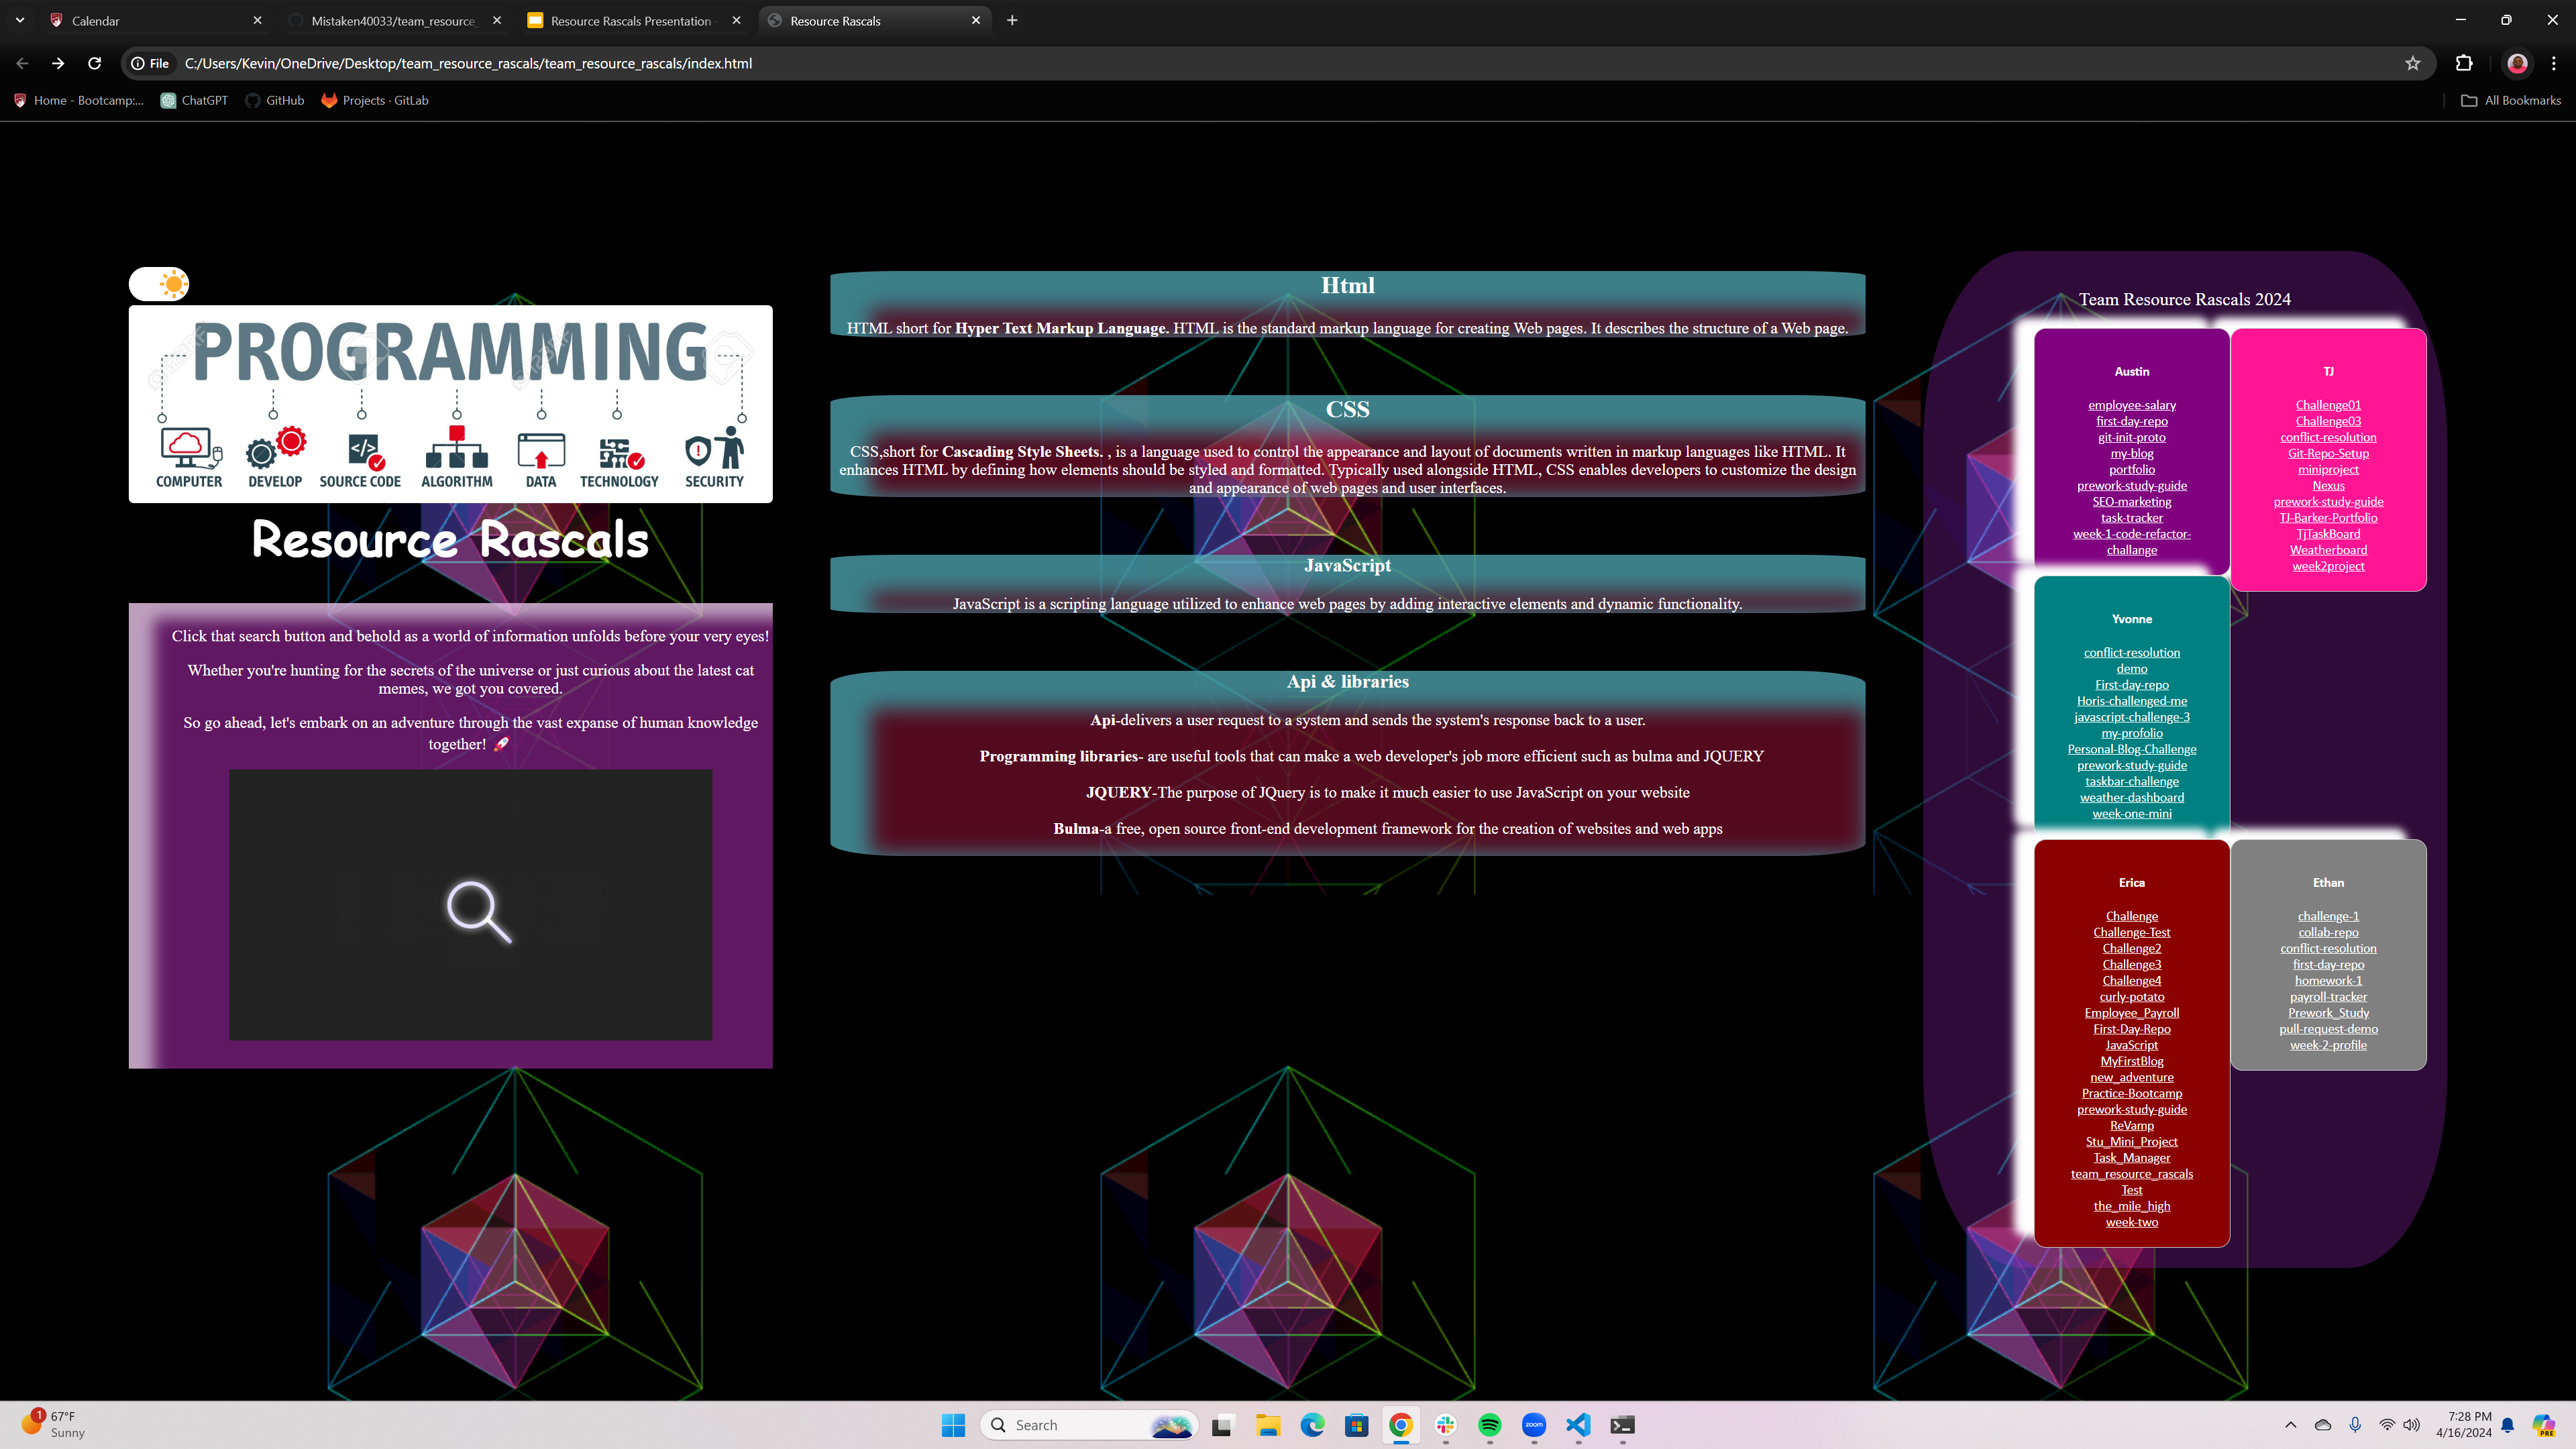 Calendar
Mistaken40033/team_resource_
Resource Rascals Presentation -
Resource Rascals
File
C:/Users/Kevin/OneDrive/Desktop/team_resource_rascals/team_resource_rascals/index.html
Home - Bootcamp:...
ChatGPT
GitHub
Projects · GitLab
All Bookmarks
PROGRAMMING
COMPUTER
DEVELOP
SOURCE CODE
ALGORITHM
DATA
TECHNOLOGY
SECURITY
Resource Rascals
Click that search button and behold as a world of information unfolds before your very eyes!
Whether you're hunting for the secrets of the universe or just curious about the latest cat
memes, we got you covered.
So go ahead, let's embark on an adventure through the vast expanse of human knowledge
together! 🚀
Html
HTML short for Hyper Text Markup Language. HTML is the standard markup language for creating Web pages. It describes the structure of a Web page.
CSS
CSS,short for Cascading Style Sheets. , is a language used to control the appearance and layout of documents written in markup languages like HTML. It
enhances HTML by defining how elements should be styled and formatted. Typically used alongside HTML, CSS enables developers to customize the design
and appearance of web pages and user interfaces.
JavaScript
JavaScript is a scripting language utilized to enhance web pages by adding interactive elements and dynamic functionality.
Api & libraries
Api-delivers a user request to a system and sends the system's response back to a user.
Programming libraries- are useful tools that can make a web developer's job more efficient such as bulma and JQUERY
JQUERY-The purpose of JQuery is to make it much easier to use JavaScript on your website
Bulma-a free, open source front-end development framework for the creation of websites and web apps
Team Resource Rascals 2024
Austin
employee-salary
first-day-repo
git-init-proto
my-blog
portfolio
prework-study-guide
SEO-marketing
task-tracker
week-1-code-refactor-
challange
TJ
Challenge01
Challenge03
conflict-resolution
Git-Repo-Setup
miniproject
Nexus
prework-study-guide
TJ-Barker-Portfolio
TjTaskBoard
Weatherboard
week2project
Yvonne
conflict-resolution
demo
First-day-repo
Horis-challenged-me
javascript-challenge-3
my-profolio
Personal-Blog-Challenge
prework-study-guide
taskbar-challenge
weather-dashboard
week-one-mini
Erica
Challenge
Challenge-Test
Challenge2
Challenge3
Challenge4
curly-potato
Employee_Payroll
First-Day-Repo
JavaScript
MyFirstBlog
new_adventure
Practice-Bootcamp
prework-study-guide
ReVamp
Stu_Mini_Project
Task_Manager
team_resource_rascals
Test
the_mile_high
week-two
Ethan
challenge-1
collab-repo
conflict-resolution
first-day-repo
homework-1
payroll-tracker
Prework_Study
pull-request-demo
week-2-profile
1
67°F
Sunny
Search
zoom
7:28 PM
4/16/2024
PRE